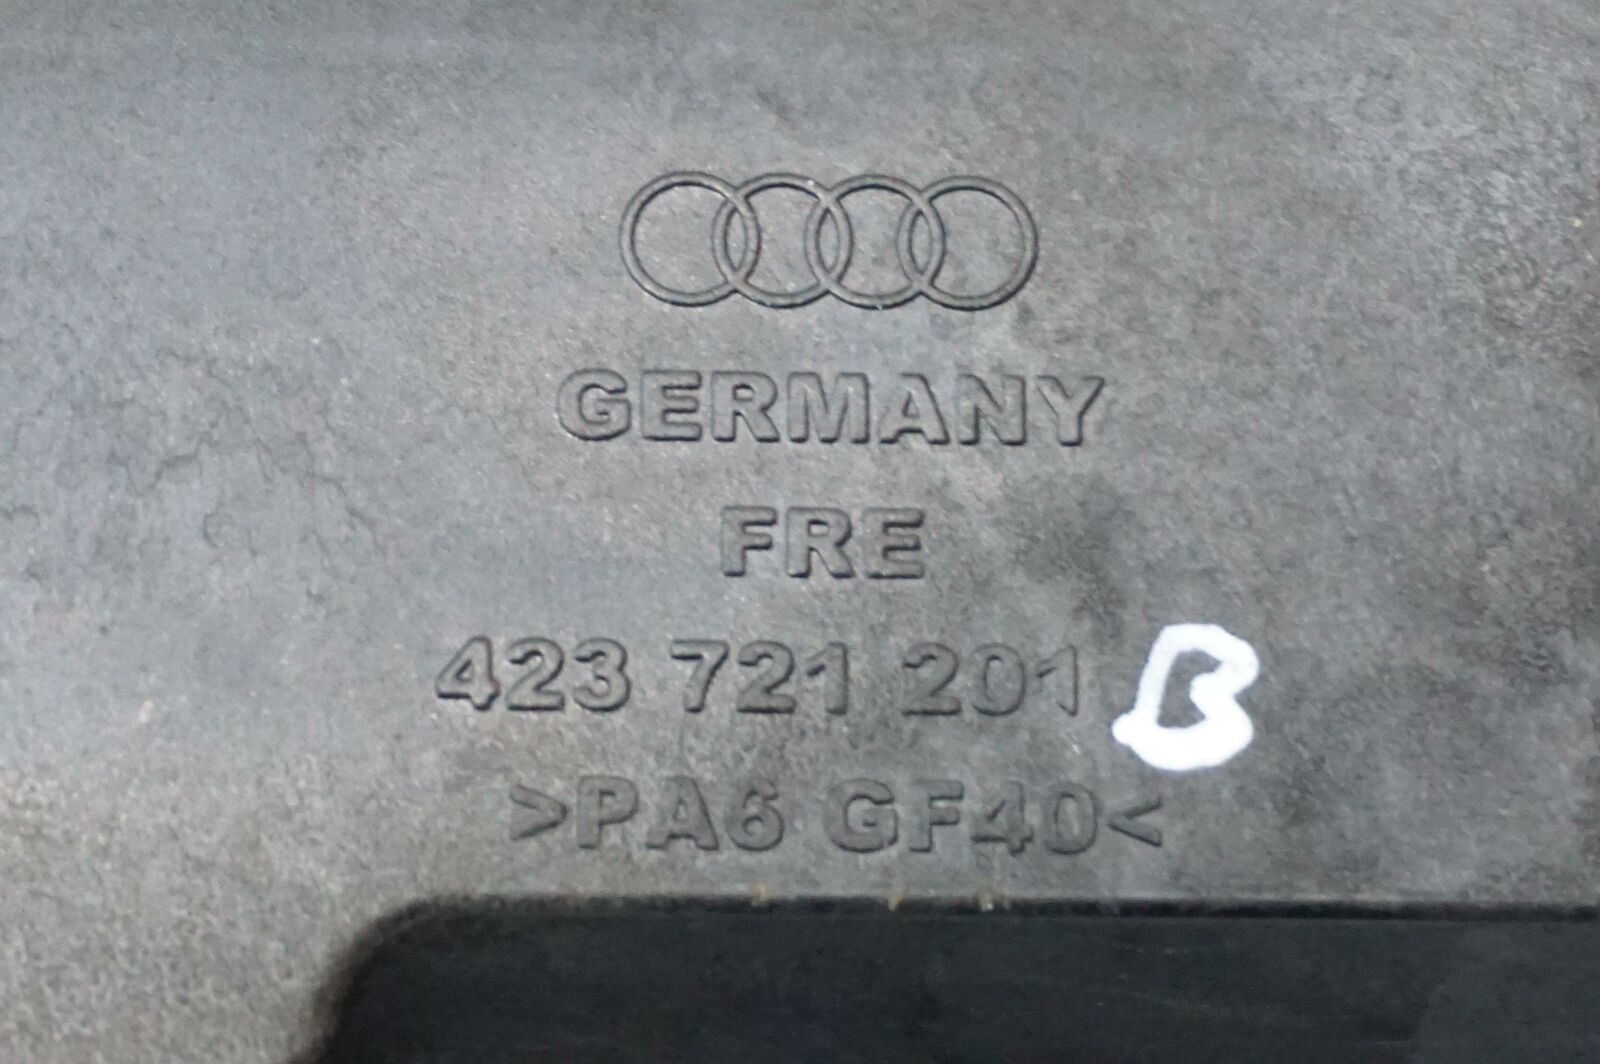 GERMANY
FRE
423 721 201 B
>PA6 GF40<